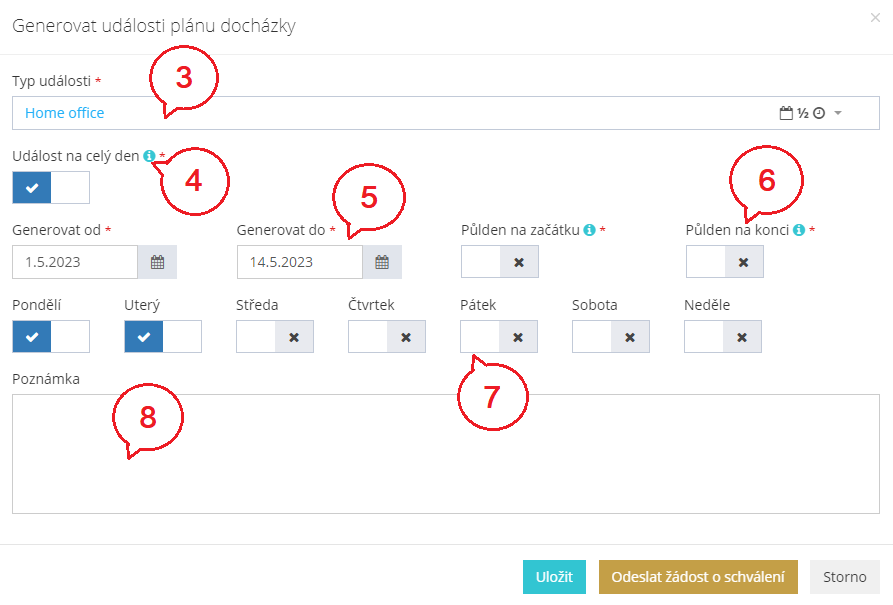 Generovat události plánu docházky
×
Typ události *
3
Home office ½
Událost na celý den i *
4
5
6
Generovat od * Generovat do * Půlden na začátku i * Půlden na konci i *
1.5.2023 14.5.2023
Pondělí Uterý Středa Čtvrtek Pátek Sobota Neděle
7
Poznámka
8
Uložit Odeslat žádost o schválení Storno